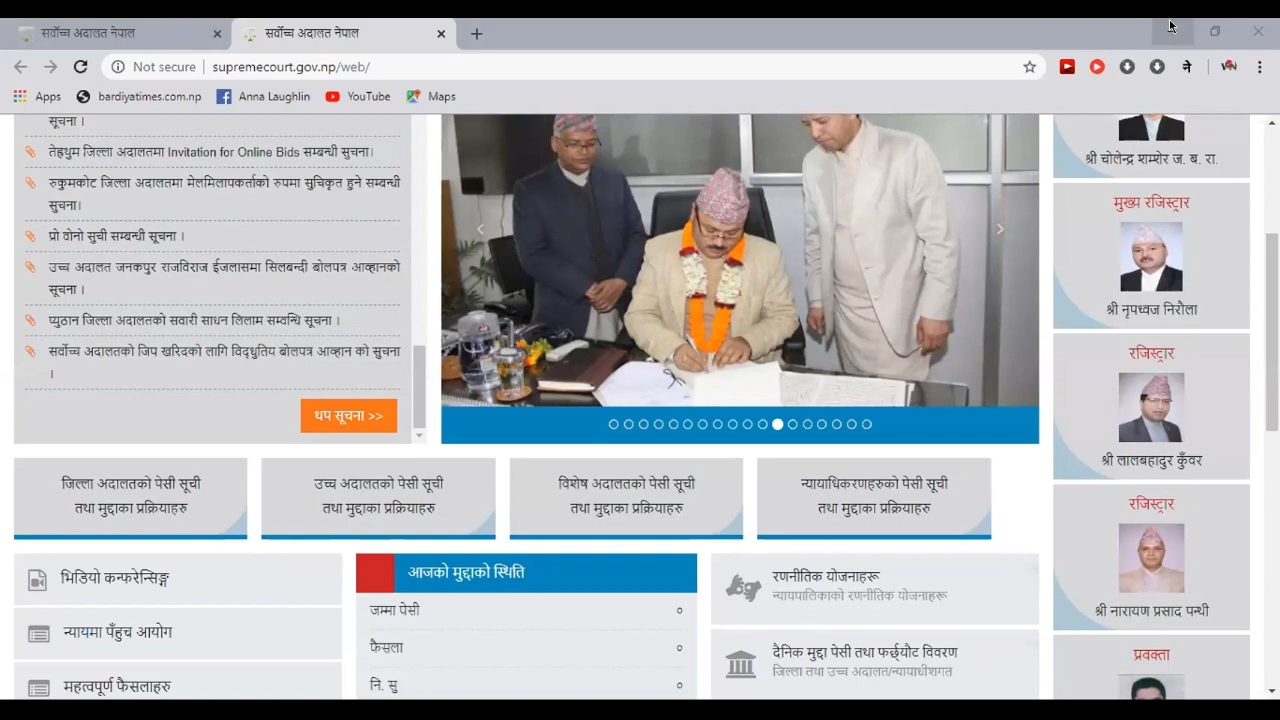 सर्वोच्च अदालत नेपाल
सर्वोच्च अदालत नेपाल
Not secure
supremecourt.gov.np/web/
Apps
bardiyatimes.com.np
Anna Laughlin
YouTube
Maps
सूचना ।
तेह्रथुम जिल्ला अदालतमा Invitation for Online Bids सम्बन्धी सुचना।
रुकुमकोट जिल्ला अदालतमा मेलमिलापकर्ताको रुपमा सुचिकृत हुने सम्बन्धी
सुचना।
प्रो वोनो सुची सम्बन्धी सूचना ।
उच्च अदालत जनकपुर राजविराज ईजलासमा सिलबन्दी बोलपत्र आव्हानको
सूचना ।
प्युठान जिल्ला अदालतको सवारी साधन लिलाम सम्बन्धि सूचना ।
सर्वोच्च अदालतको जिप खरिदको लागि विद्धुतिय बोलपत्र आव्हान को सुचना
।
थप सूचना >>
श्री चोलेन्द्र शम्शेर ज. ब. रा.
मुख्य रजिस्ट्रार
श्री नृपध्वज निरौला
रजिस्ट्रार
श्री लालबहादुर कुँवर
रजिस्ट्रार
श्री नारायण प्रसाद पन्थी
प्रवक्ता
जिल्ला अदालतको पेसी सूची
तथा मुद्दाका प्रक्रियाहरु
उच्च अदालतको पेसी सूची
तथा मुद्दाका प्रक्रियाहरु
विशेष अदालतको पेसी सूची
तथा मुद्दाका प्रक्रियाहरु
न्यायाधिकरणहरुको पेसी सूची
तथा मुद्दाका प्रक्रियाहरु
भिडियो कन्फरेन्सिङ्ग
न्यायमा पँहुच आयोग
महत्वपूर्ण फैसलाहरु
आजको मुद्दाको स्थिति
जम्मा पेसी ०
फैसला ०
नि. सु ०
रणनीतिक योजनाहरू
न्यायपालिकाको रणनीतिक योजनाहरू
दैनिक मुद्दा पेसी तथा फर्छ्यौट विवरण
जिल्ला तथा उच्च अदालत/न्यायाधीशगत